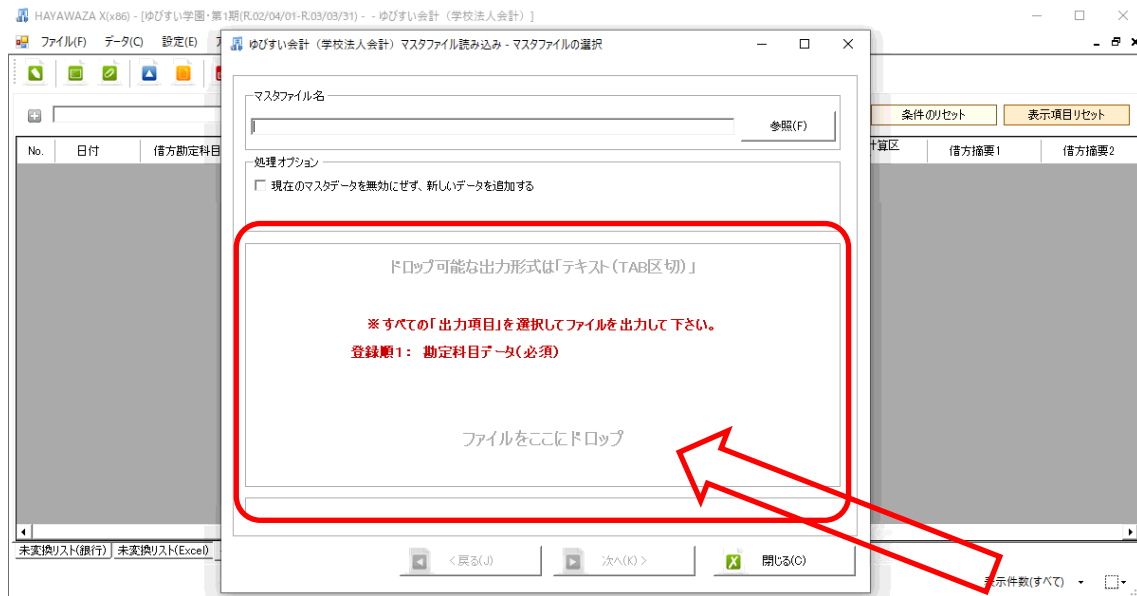 HAYAWAZA X(x86) - [ゆびすい学園・第1期(R.02/04/01-R.03/03/31) - - ゆびすい会計（学校法人会計）]
ファイル(F) データ(C) 設定(E)
ゆびすい会計（学校法人会計）マスタファイル読み込み - マスタファイルの選択
マスタファイル名
参照(F)
条件のリセット 表示項目リセット
No. 日付 借方勘定科目
計算区 借方摘要1 借方摘要2
処理オプション
現在のマスタデータを無効にぜず、新しいデータを追加する
ドロップ可能な出力形式は「テキスト(TAB区切)」
※すべての「出力項目」を選択してファイルを出力して下さい。
登録順1: 勘定科目データ(必須)
ファイルをここにドロップ
未変換リスト(銀行) 未変換リスト(Excel)
<戻る(J) 次へ(K)> 閉じる(C)
表示件数(すべて)